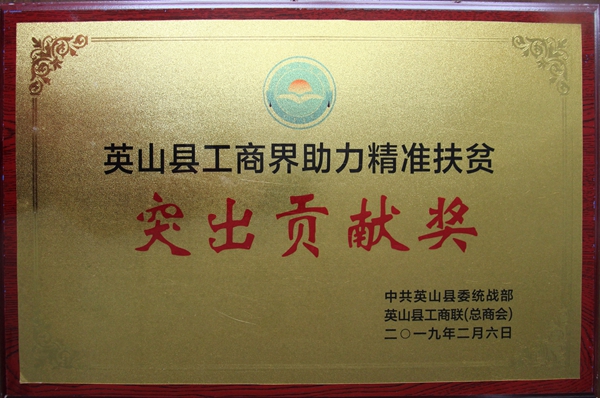 英山县工商界助力精准扶贫
突出贡献奖
中共英山县委统战部
英山县工商联(总商会)
二〇一九年二月六日